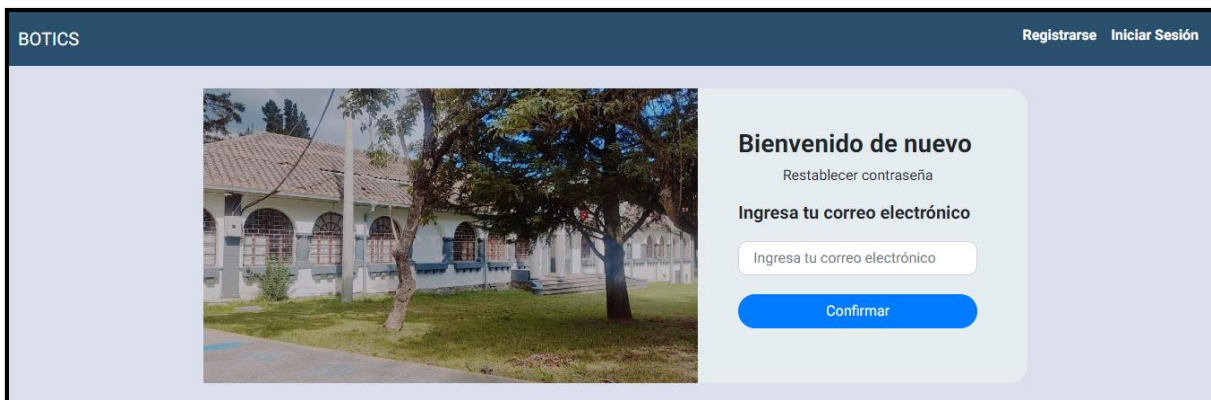 BOTICS
Registrarse Iniciar Sesión
Bienvenido de nuevo
Restablecer contraseña
Ingresa tu correo electrónico
Ingresa tu correo electrónico
Confirmar